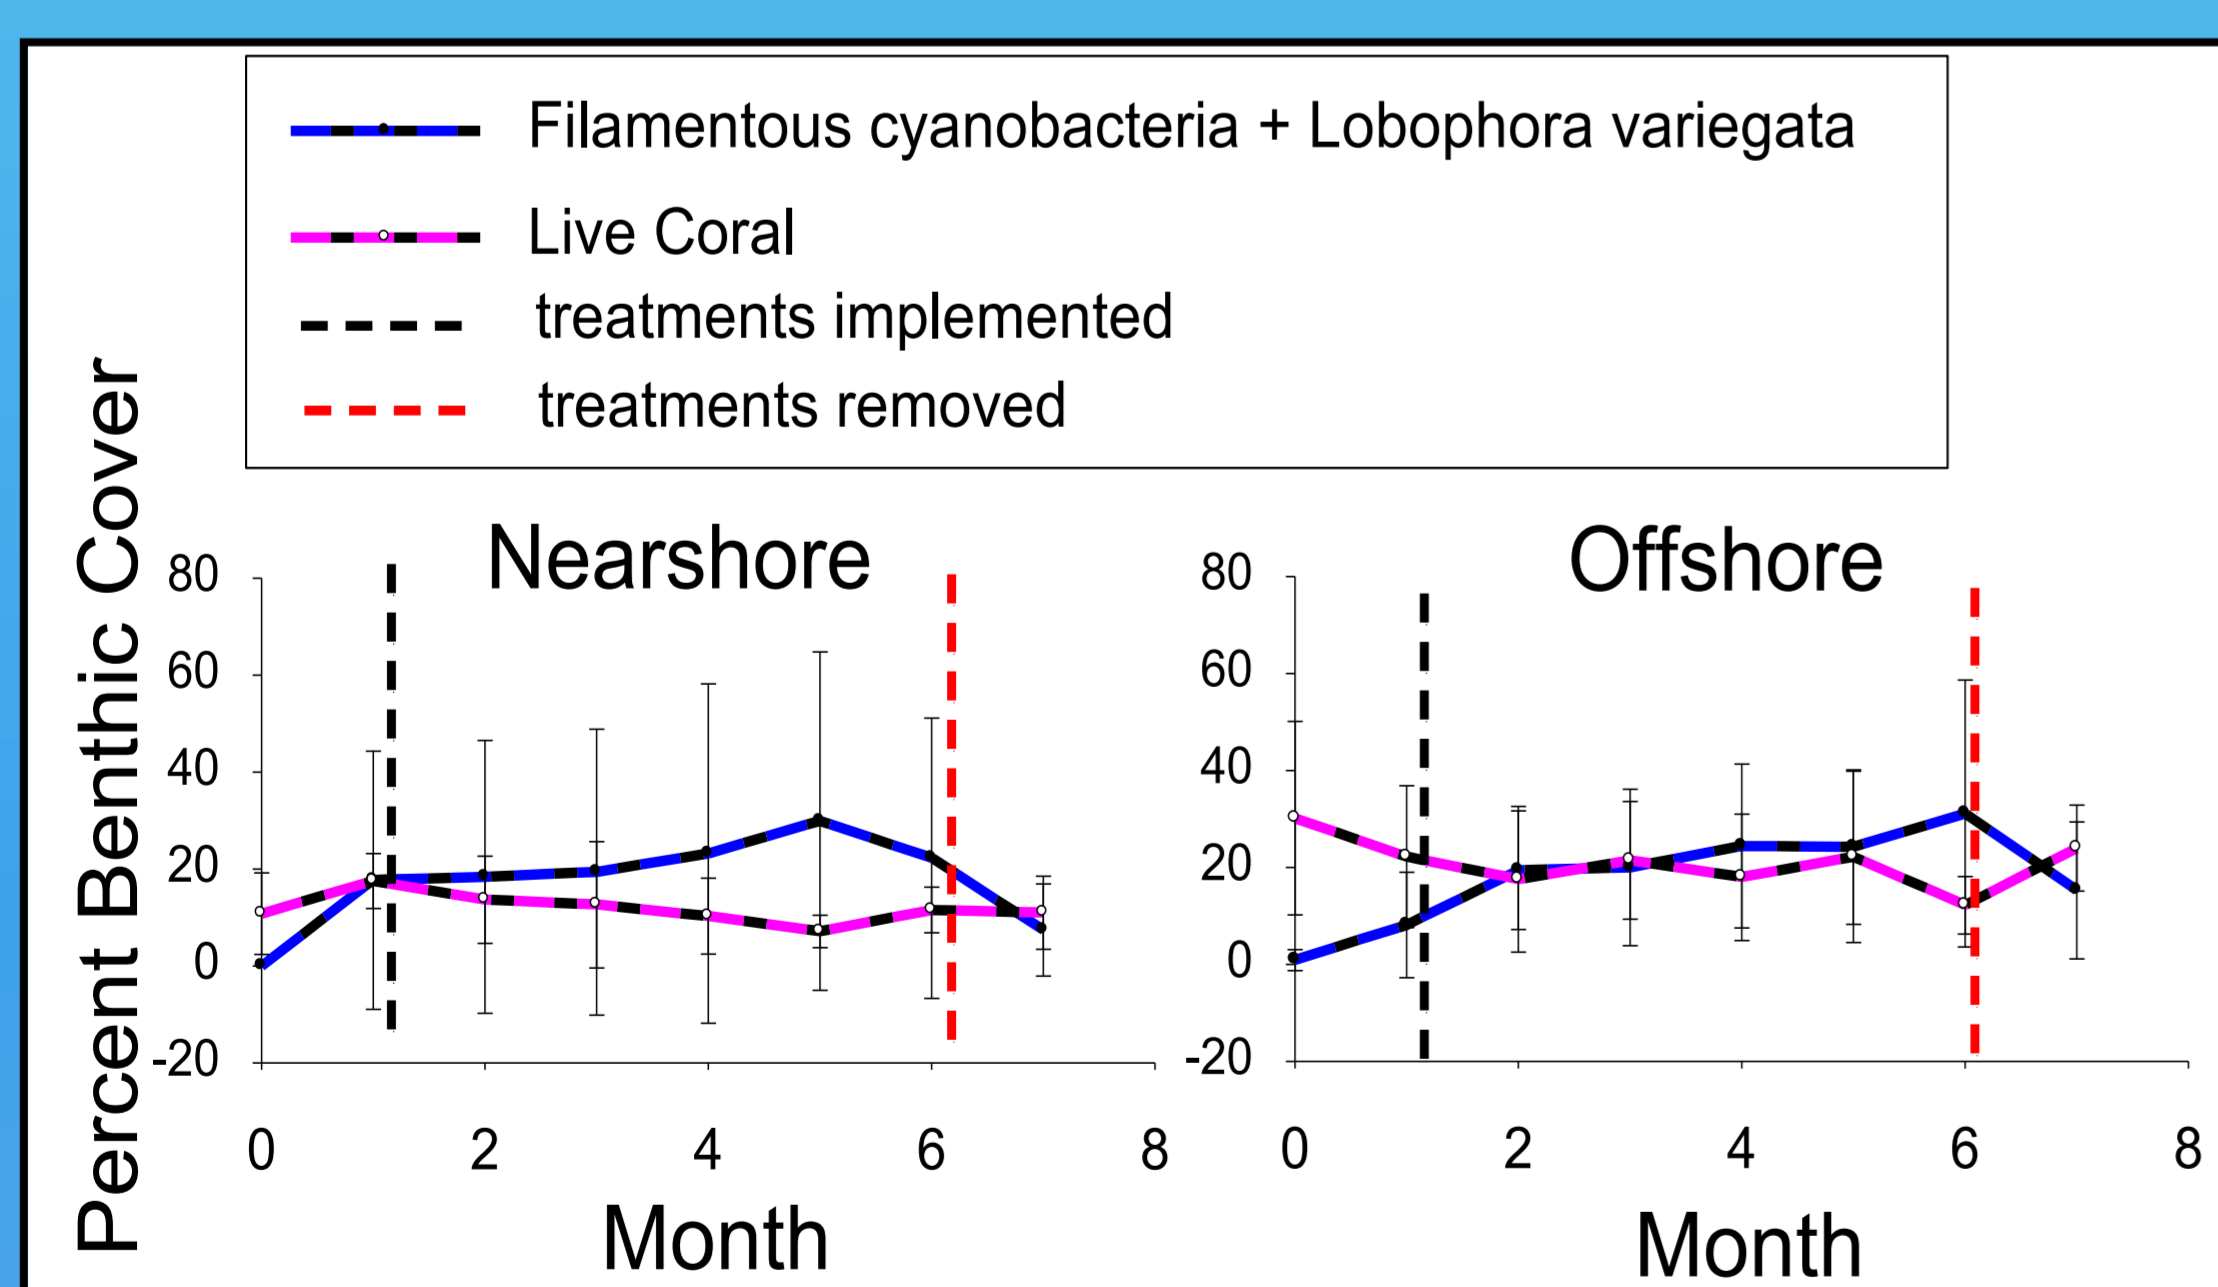 Filamentous cyanobacteria + Lobophora variegata
Live Coral
treatments implemented
treatments removed
Percent Benthic Cover
Nearshore
80
60
40
20
0
-20
0 2 4 6 8
Month
Offshore
80
60
40
20
0
-20
0 2 4 6 8
Month